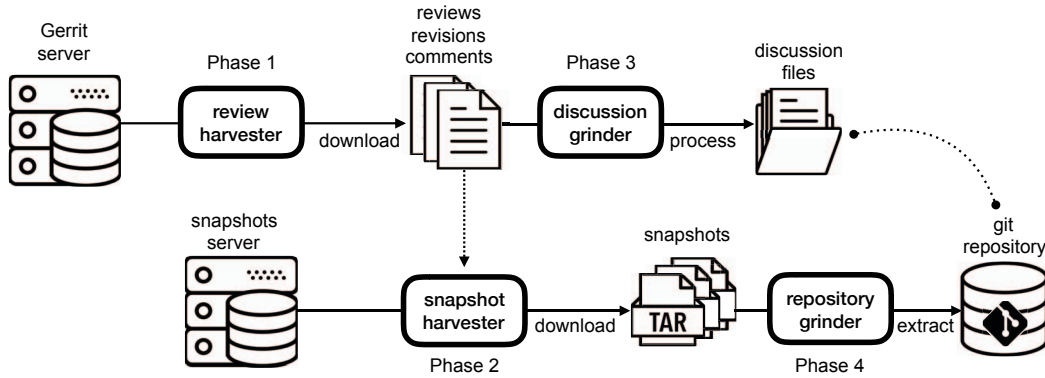 Gerrit
server
Phase 1
review
harvester
download
reviews
revisions
comments
Phase 3
discussion
grinder
process
discussion
files
snapshots
server
snapshot
harvester
Phase 2
download
snapshots
TAR
repository
grinder
Phase 4
extract
git
repository